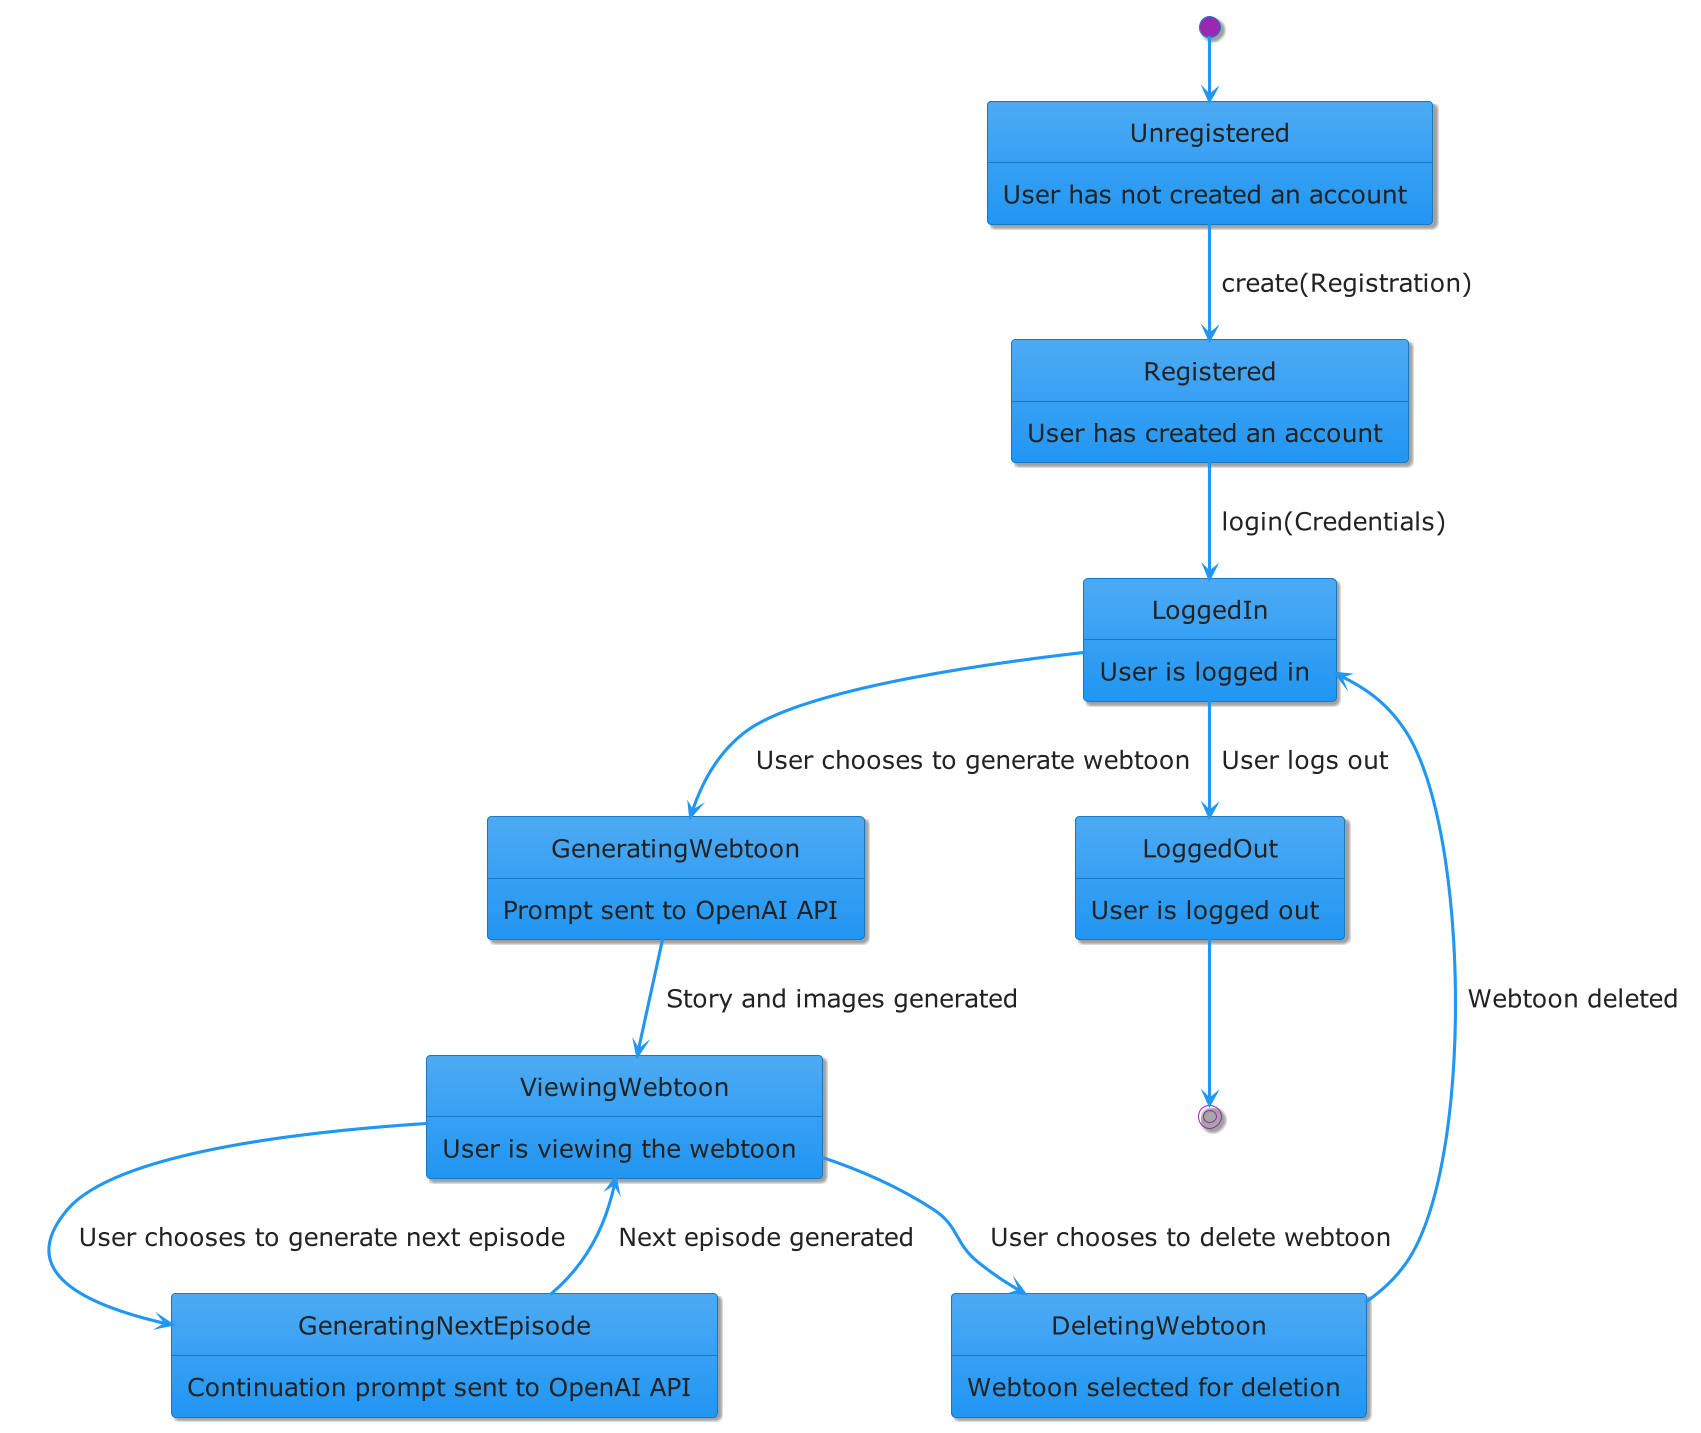 Unregistered
User has not created an account
create(Registration)
Registered
User has created an account
login(Credentials)
LoggedIn
User is logged in
User chooses to generate webtoon
User logs out
GeneratingWebtoon
Prompt sent to OpenAI API
LoggedOut
User is logged out
Story and images generated
Webtoon deleted
ViewingWebtoon
User is viewing the webtoon
User chooses to generate next episode
Next episode generated
User chooses to delete webtoon
GeneratingNextEpisode
Continuation prompt sent to OpenAI API
DeletingWebtoon
Webtoon selected for deletion